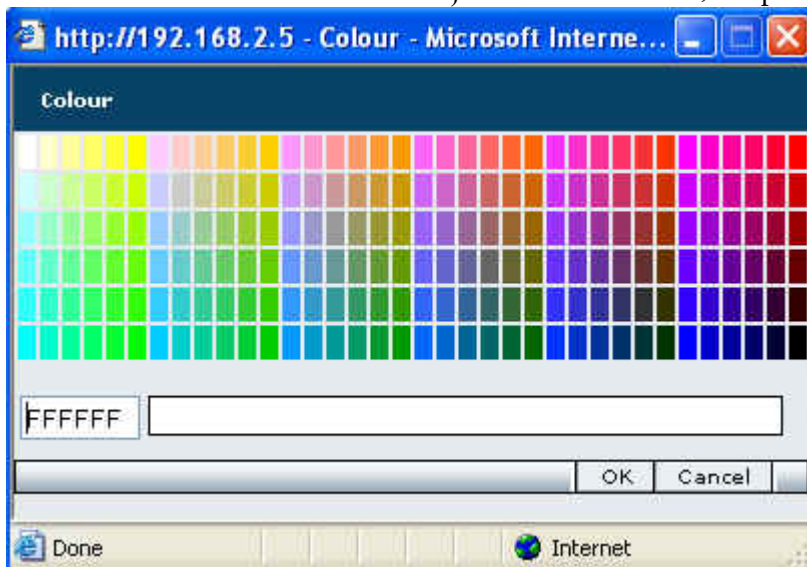 http://192.168.2.5 - Colour - Microsoft Interne...
Colour
FFFFFF
OK Cancel
Done Internet